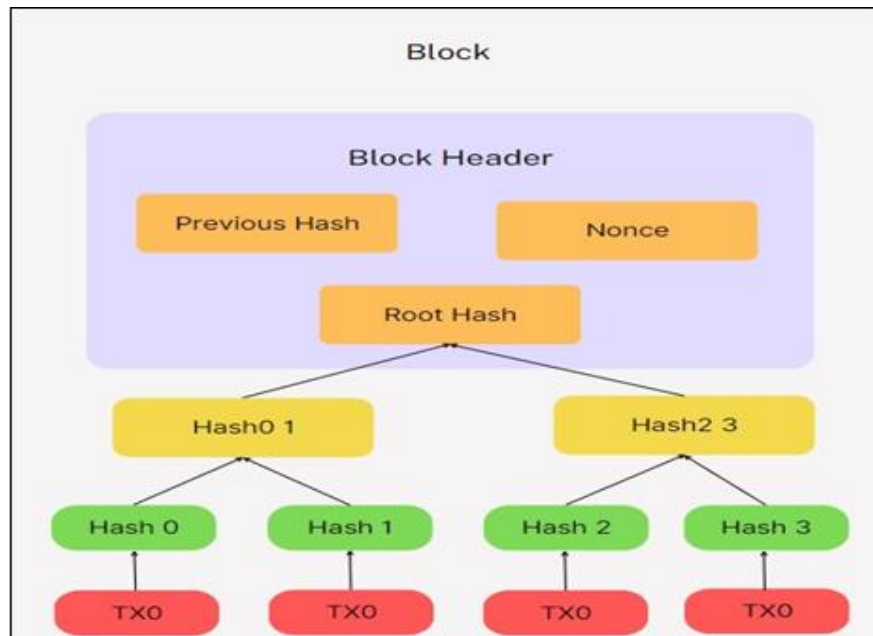 Block
Block Header
Previous Hash
Nonce
Root Hash
Hash0 1
Hash2 3
Hash 0
Hash 1
Hash 2
Hash 3
TX0
TX0
TX0
TX0